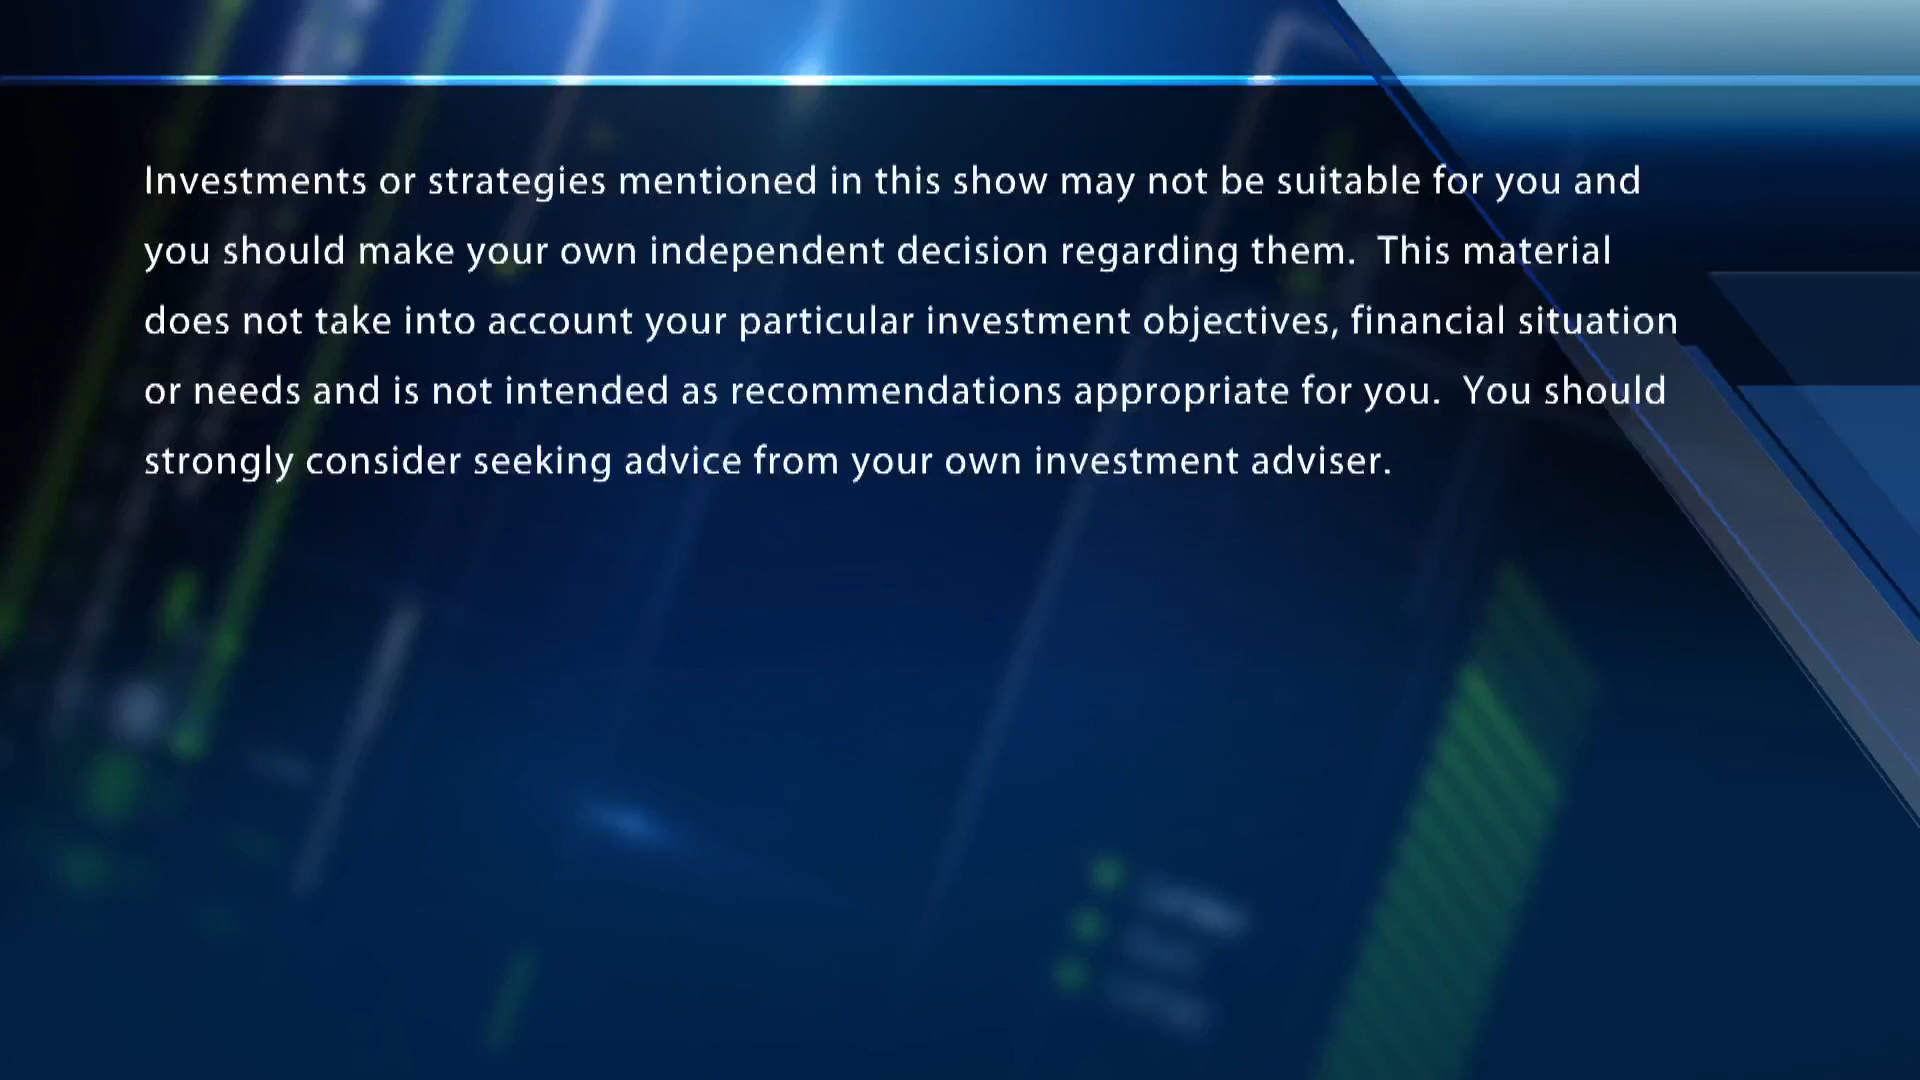 Investments or strategies mentioned in this show may not be suitable for you and
you should make your own independent decision regarding them.  This material
does not take into account your particular investment objectives, financial situation
or needs and is not intended as recommendations appropriate for you.  You should
strongly consider seeking advice from your own investment adviser.